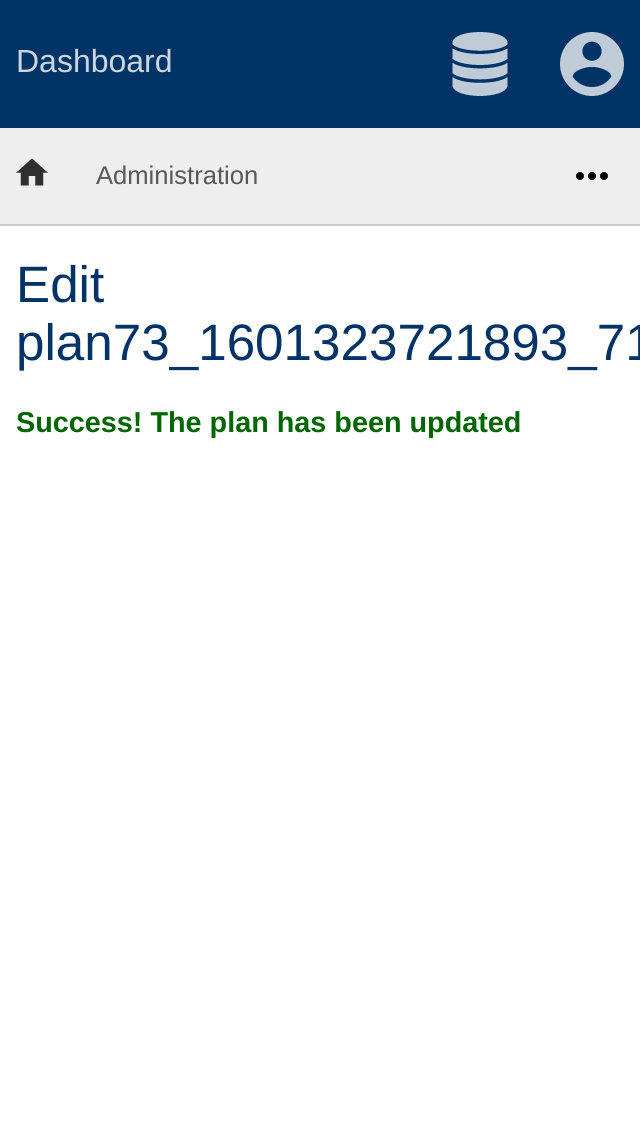 Dashboard
Administration
Edit
plan73_1601323721893_71
Success! The plan has been updated